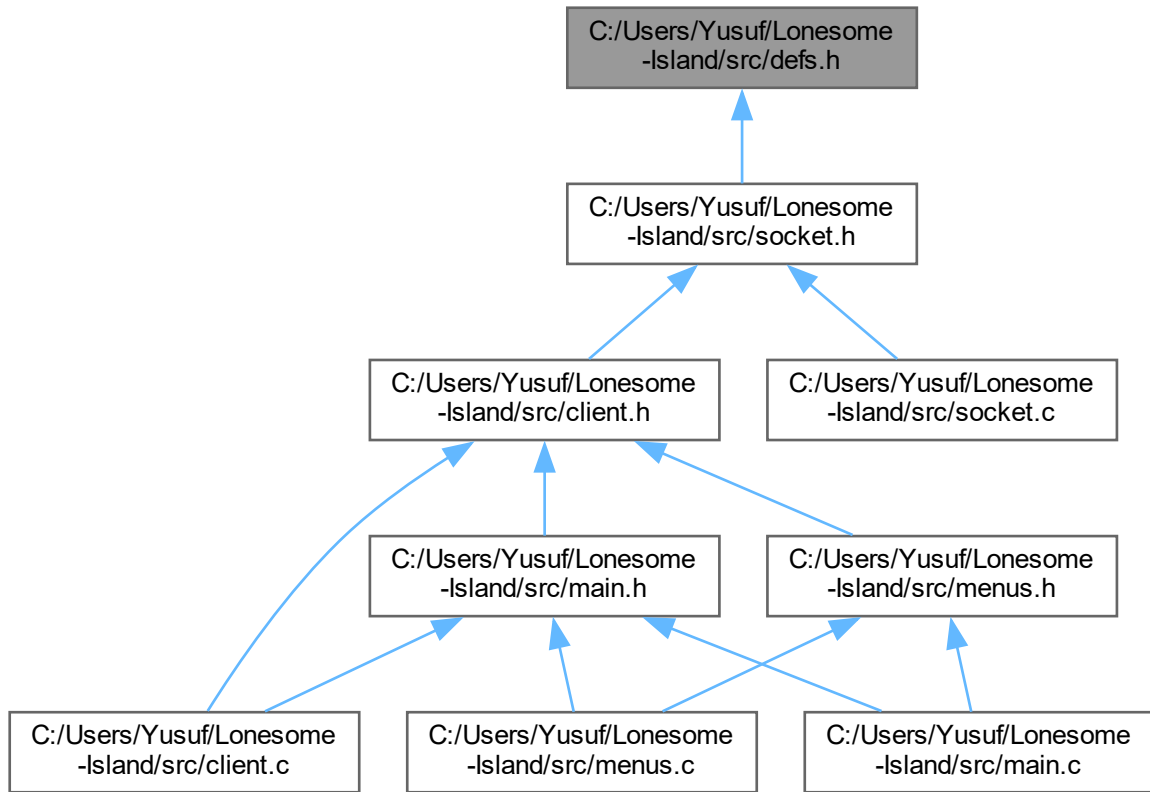 C:/Users/Yusuf/Lonesome
-Island/src/defs.h
C:/Users/Yusuf/Lonesome
-Island/src/socket.h
C:/Users/Yusuf/Lonesome
-Island/src/client.h
C:/Users/Yusuf/Lonesome
-Island/src/socket.c
C:/Users/Yusuf/Lonesome
-Island/src/main.h
C:/Users/Yusuf/Lonesome
-Island/src/menus.h
C:/Users/Yusuf/Lonesome
-Island/src/client.c
C:/Users/Yusuf/Lonesome
-Island/src/menus.c
C:/Users/Yusuf/Lonesome
-Island/src/main.c